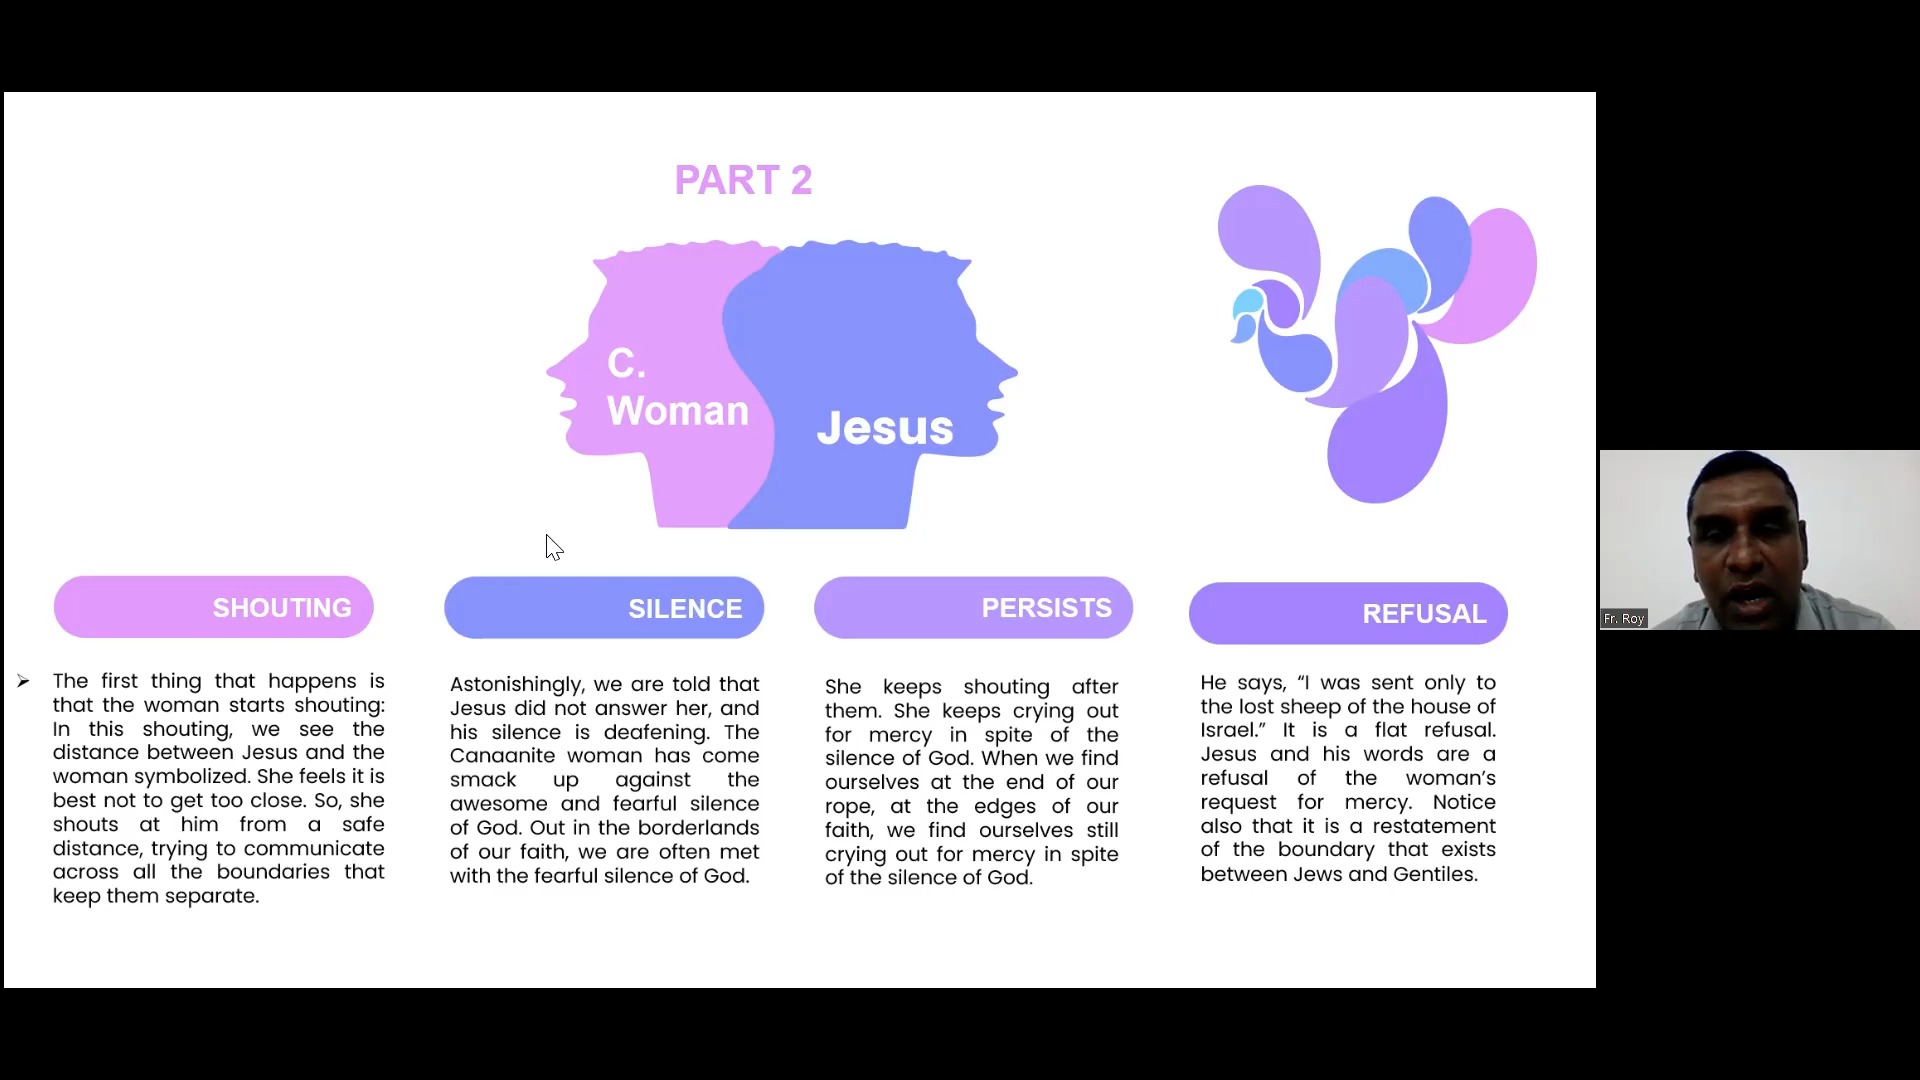 PART 2
C.
Woman
Jesus
SHOUTING
The first thing that happens is
that the woman starts shouting:
In this shouting, we see the
distance between Jesus and the
woman symbolized. She feels it is
best not to get too close. So, she
shouts at him from a safe
distance, trying to communicate
across all the boundaries that
keep them separate.
SILENCE
Astonishingly, we are told that
Jesus did not answer her, and
his silence is deafening. The
Canaanite woman has come
smack up against the
awesome and fearful silence
of God. Out in the borderlands
of our faith, we are often met
with the fearful silence of God.
PERSISTS
She keeps shouting after
them. She keeps crying out
for mercy in spite of the
silence of God. When we find
ourselves at the end of our
rope, at the edges of our
faith, we find ourselves still
crying out for mercy in spite
of the silence of God.
REFUSAL
He says, “I was sent only to
the lost sheep of the house of
Israel.” It is a flat refusal.
Jesus and his words are a
refusal of the woman’s
request for mercy. Notice
also that it is a restatement
of the boundary that exists
between Jews and Gentiles.
Fr. Roy